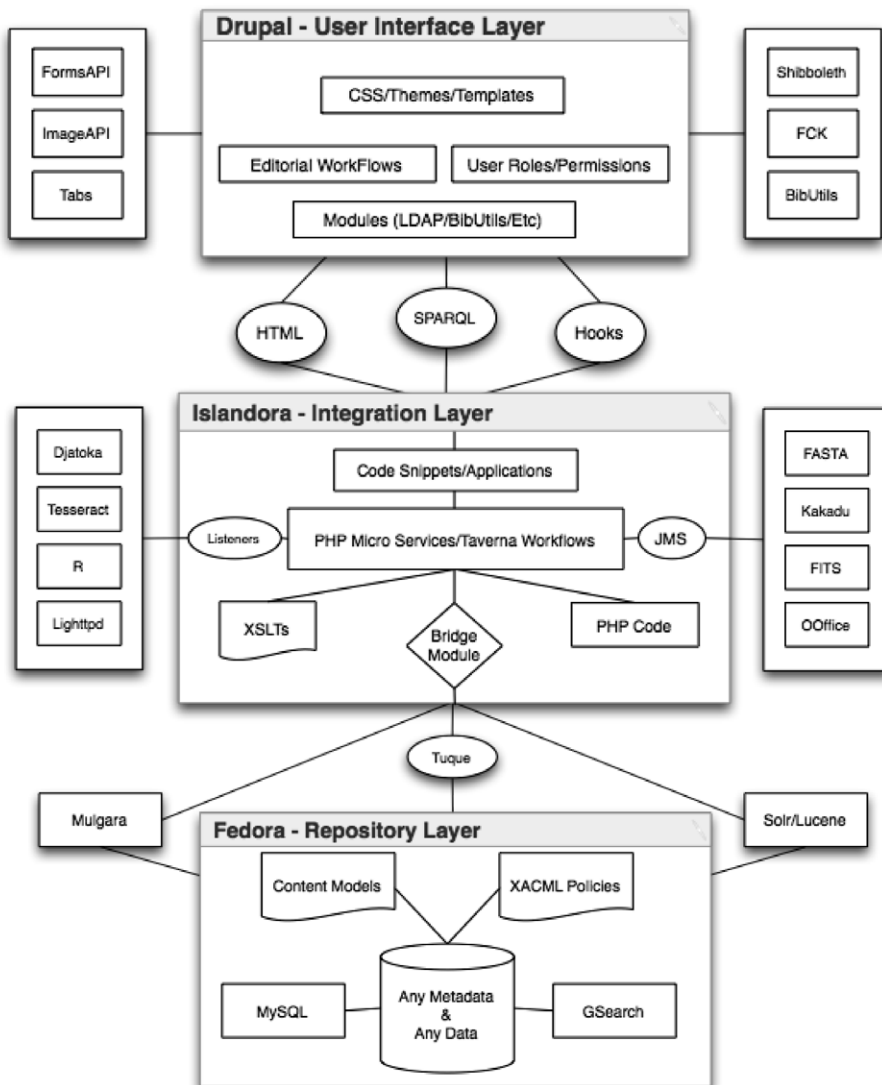 Drupal - User Interface Layer
FormsAPI
ImageAPI
Tabs
CSS/Themes/Templates
Editorial WorkFlows
User Roles/Permissions
Modules (LDAP/BibUtils/Etc)
Shibboleth
FCK
BibUtils
HTML
SPARQL
Hooks
Islandora - Integration Layer
Djatoka
Tesseract
R
Lighttpd
Code Snippets/Applications
Listeners
PHP Micro Services/Taverna Workflows
JMS
XSLTs
Bridge
Module
PHP Code
FASTA
Kakadu
FITS
OOffice
Tuque
Mulgara
Solr/Lucene
Fedora - Repository Layer
Content Models
XACML Policies
MySQL
Any Metadata
&
Any Data
GSearch